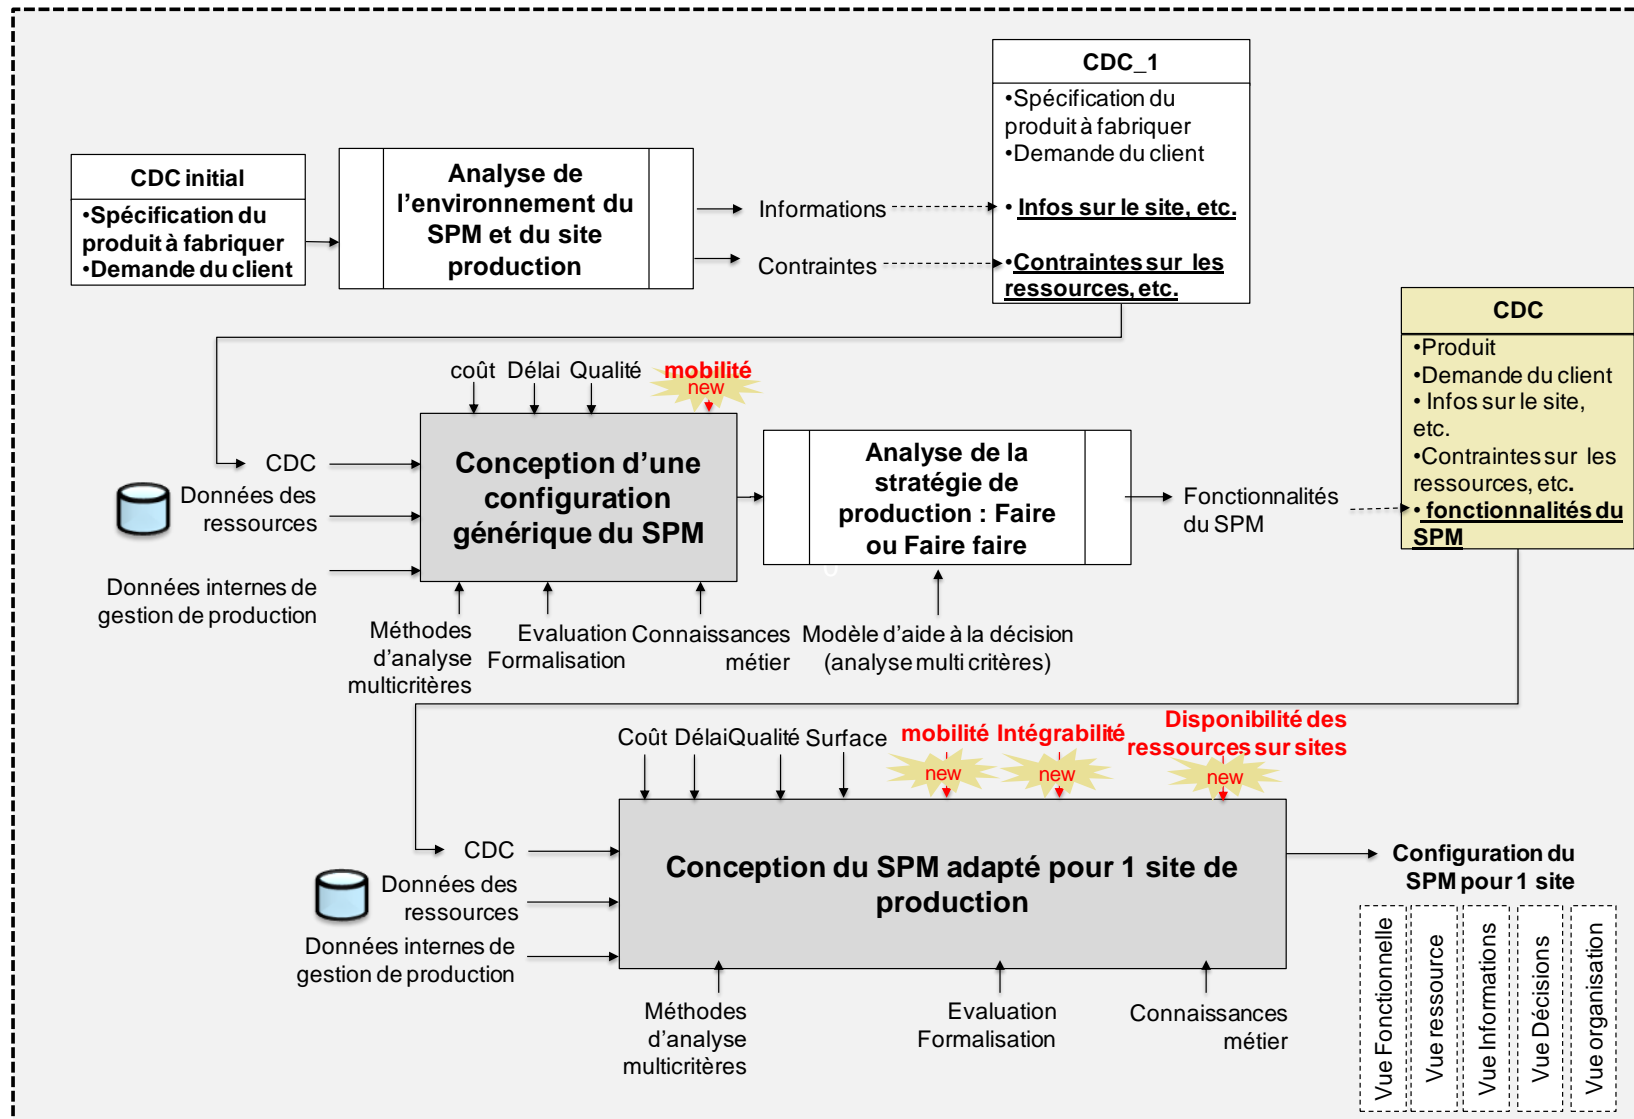 CDC_1
•Spécification du
produit à fabriquer
•Demande du client
• Infos sur le site, etc.
•Contraintes sur les
ressources, etc.
CDC initial
•Spécification du
produit à fabriquer
•Demande du client
Analyse de
l'environnement du
SPM et du site
production
Informations
Contraintes
CDC
•Produit
•Demande du client
• Infos sur le site,
etc.
•Contraintes sur les
ressources, etc.
• fonctionnalités du
SPM
coût
Délai
Qualité
mobilité
new
CDC
Données des
ressources
Données internes de
gestion de production
Conception d'une
configuration
générique du SPM
Analyse de la
stratégie de
production : Faire
ou Faire faire
Fonctionnalités
du SPM
Méthodes
d'analyse
multicritères
Evaluation
Formalisation
Connaissances
métier
Modèle d'aide à la décision
(analyse multi critères)
Coût
Délai
Qualité
Surface
mobilité
new
Intégrabilité
new
Disponibilité des
ressources sur sites
new
CDC
Données des
ressources
Données internes de
gestion de production
Conception du SPM adapté pour 1 site de
production
Configuration du
SPM pour 1 site
Méthodes
d'analyse
multicritères
Evaluation
Formalisation
Connaissances
métier
Vue Fonctionnelle
Vue ressource
Vue Informations
Vue Décisions
Vue organisation